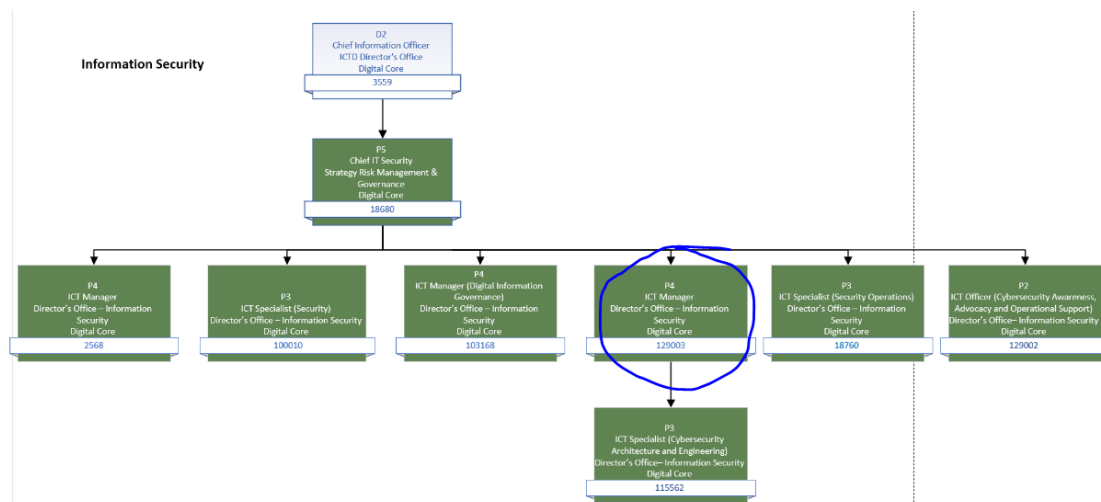 Information Security
D2
Chief Information Officer
ICTD Director's Office
Digital Core
3559
P5
Chief IT Security
Strategy Risk Management &
Governance
Digital Core
18680
P4
ICT Manager
Director's Office – Information
Security
Digital Core
2568
P3
ICT Specialist (Security)
Director's Office – Information Security
Digital Core
100010
P4
ICT Manager (Digital Information
Governance)
Director's Office – Information
Security
Digital Core
103168
P4
ICT Manager
Director's Office – Information
Security
Digital Core
129003
P3
ICT Specialist (Security Operations)
Director's Office – Information
Security
Digital Core
18760
P2
ICT Officer (Cybersecurity Awareness,
Advocacy and Operational Support)
Director's Office– Information Security
Digital Core
129002
P3
ICT Specialist (Cybersecurity
Architecture and Engineering)
Director's Office– Information Security
Digital Core
115562